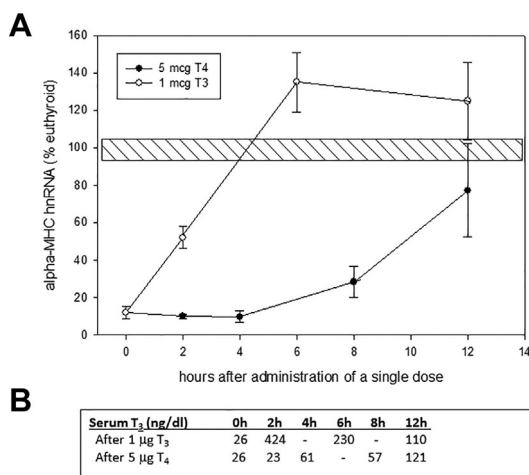 A
160
140
120
100
80
60
40
20
0
alpha-MHC hnRNA (% euthyroid)
5 mcg T4
1 mcg T3
0 2 4 6 8 10 12 14
hours after administration of a single dose
B
Serum T3 (ng/dl) 0h 2h 4h 6h 8h 12h
After 1 µg T3 26 424 - 230 - 110
After 5 µg T4 26 23 61 - 57 121